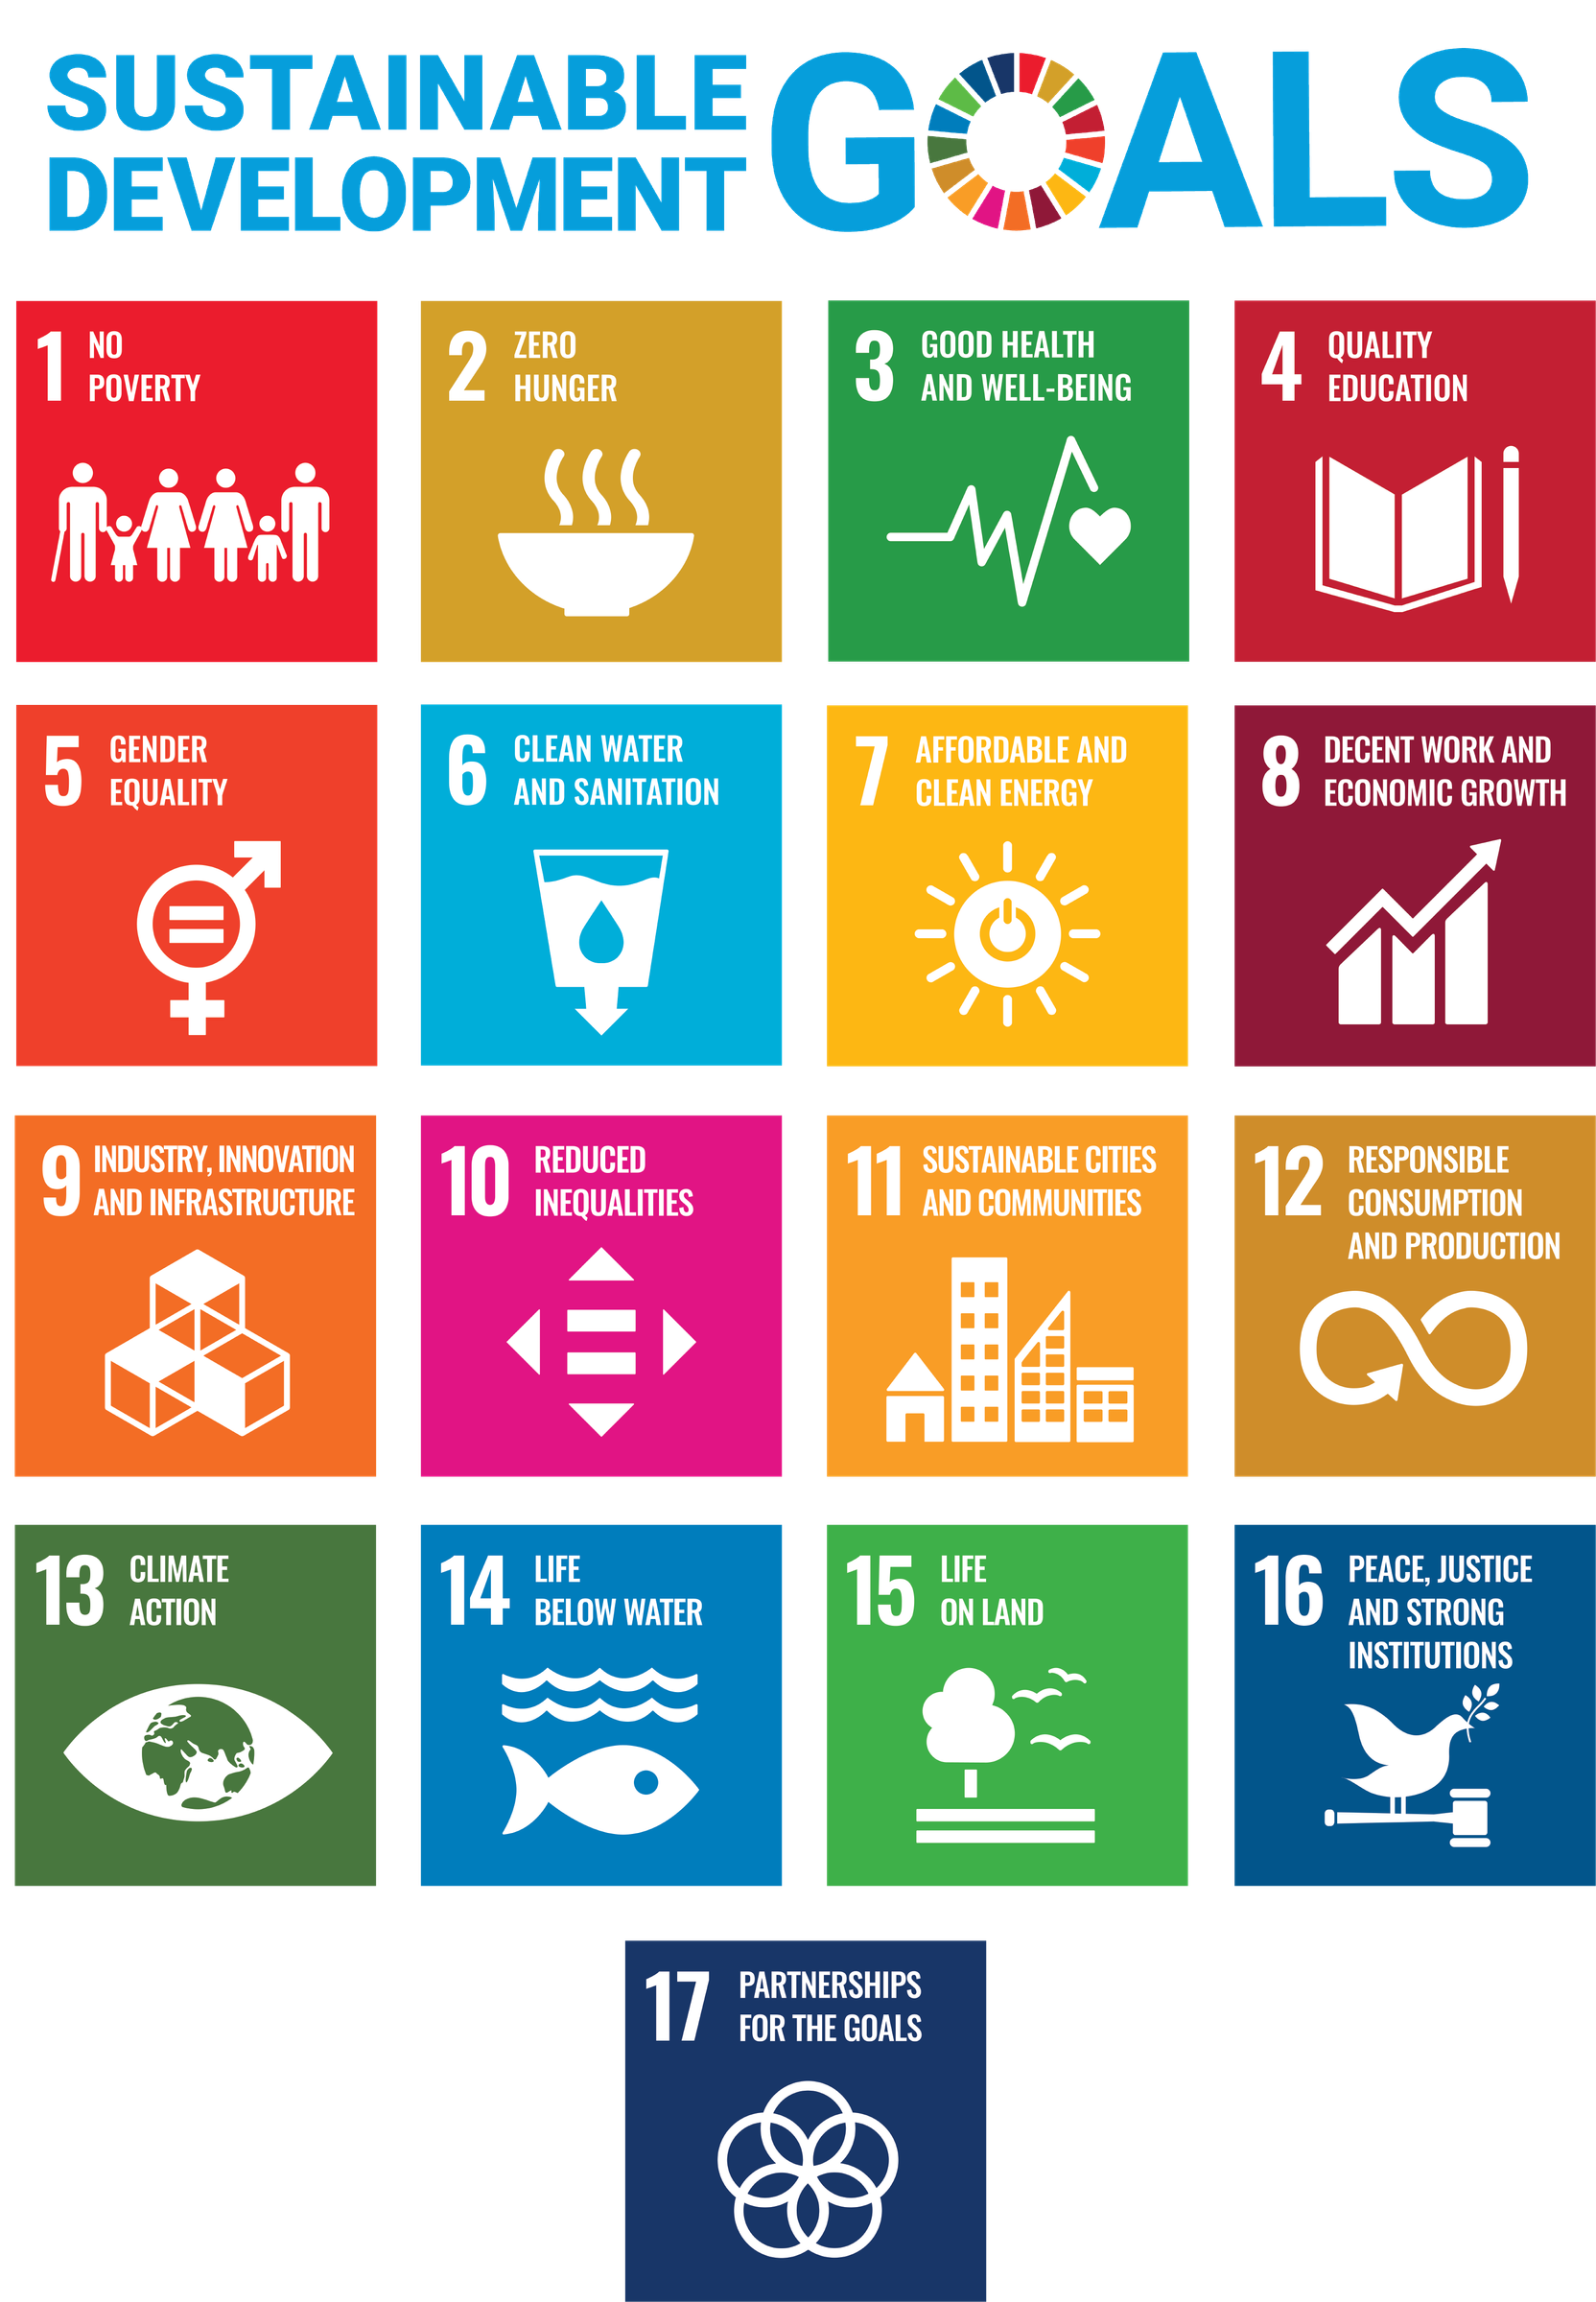 SUSTAINABLE
DEVELOPMENT
GOALS
1 NO
POVERTY
2 ZERO
HUNGER
3 GOOD HEALTH
AND WELL-BEING
4 QUALITY
EDUCATION
5 GENDER
EQUALITY
6 CLEAN WATER
AND SANITATION
7 AFFORDABLE AND
CLEAN ENERGY
8 DECENT WORK AND
ECONOMIC GROWTH
9 INDUSTRY, INNOVATION
AND INFRASTRUCTURE
10 REDUCED
INEQUALITIES
11 SUSTAINABLE CITIES
AND COMMUNITIES
12 RESPONSIBLE
CONSUMPTION
AND PRODUCTION
13 CLIMATE
ACTION
14 LIFE
BELOW WATER
15 LIFE
ON LAND
16 PEACE, JUSTICE
AND STRONG
INSTITUTIONS
17 PARTNERSHIPS
FOR THE GOALS